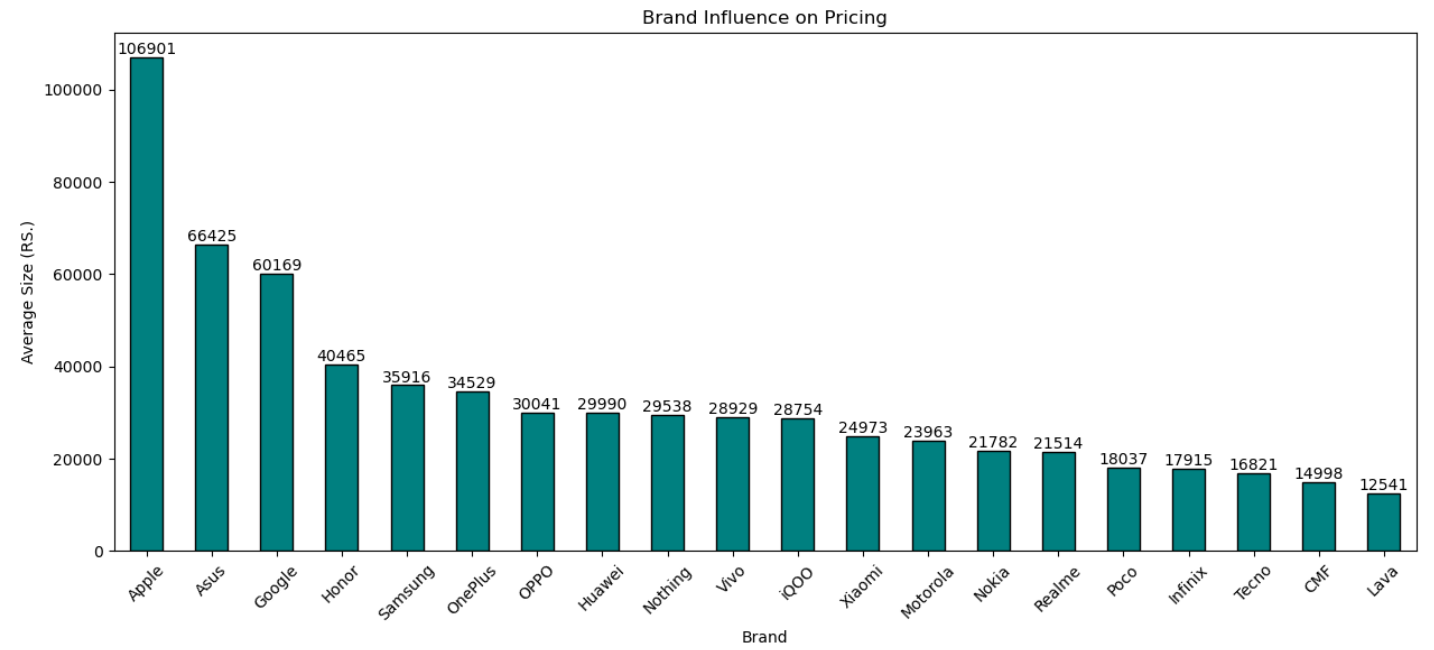 Brand Influence on Pricing
Average Size (RS.)
100000
80000
60000
40000
20000
0
106901
66425
60169
40465
35916
34529
30041
29990
29538
28929
28754
24973
23963
21782
21514
18037
17915
16821
14998
12541
Apple
Asus
Google
Honor
Samsung
OnePlus
OPPO
Huawei
Nothing
Vivo
iQOO
Xiaomi
Motorola
Nokia
Realme
Poco
Infinix
Tecno
CMF
Lava
Brand